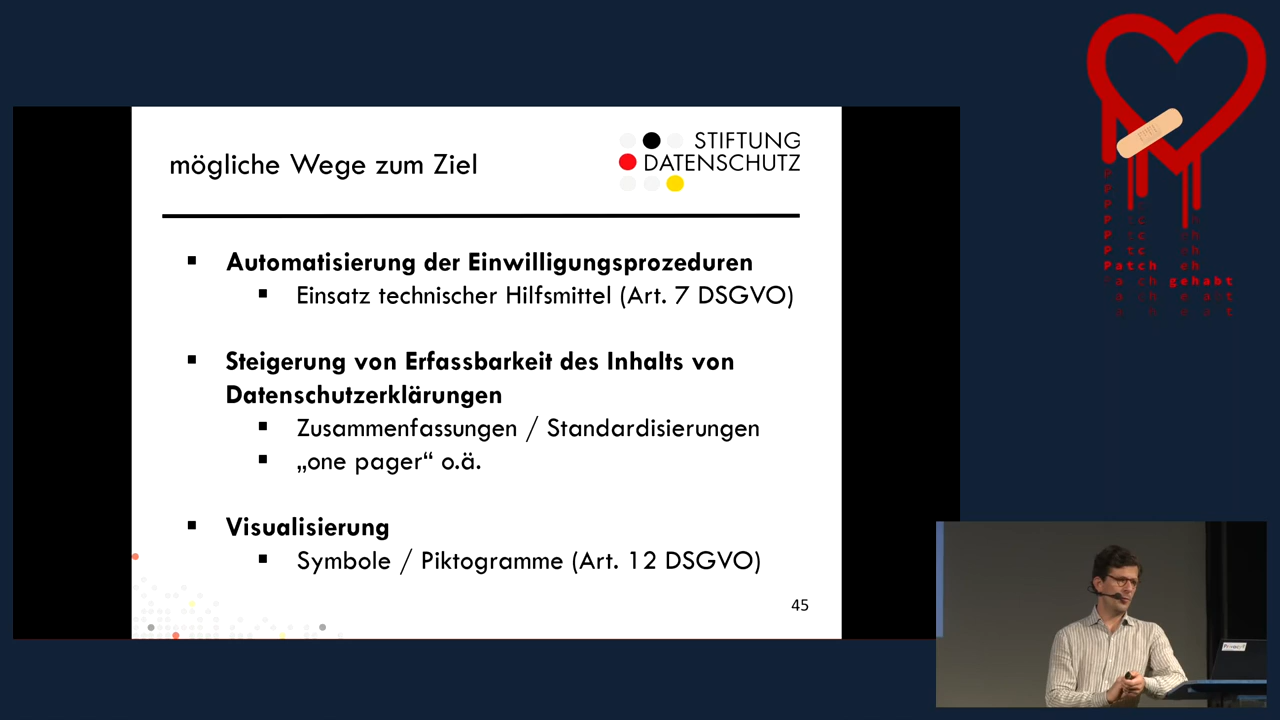 mögliche Wege zum Ziel
STIFTUNG
DATENSCHUTZ
Automatisierung der Einwilligungsprozeduren
Einsatz technischer Hilfsmittel (Art. 7 DSGVO)
Steigerung von Erfassbarkeit des Inhalts von
Datenschutzerklärungen
Zusammenfassungen / Standardisierungen
„one pager“ o.ä.
Visualisierung
Symbole / Piktogramme (Art. 12 DSGVO)
45
Patch eh
gehabt